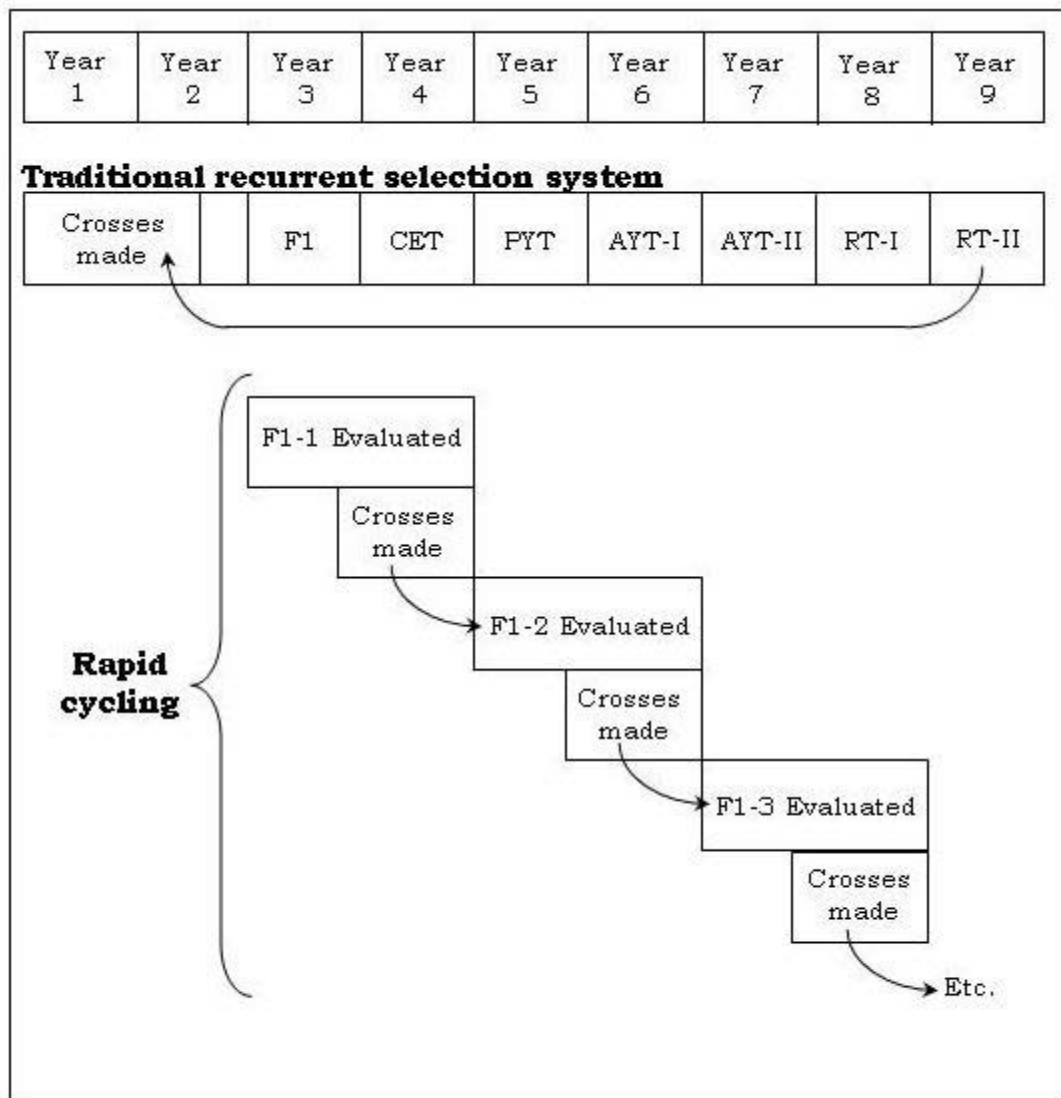 Year Year Year Year Year Year Year Year Year
1 2 3 4 5 6 7 8 9
Traditional recurrent selection system
Crosses
made
F1 CET PYT AYT-I AYT-II RT-I RT-II
F1-1 Evaluated
Crosses
made
F1-2 Evaluated
Rapid
cycling
Crosses
made
F1-3 Evaluated
Crosses
made
Etc.